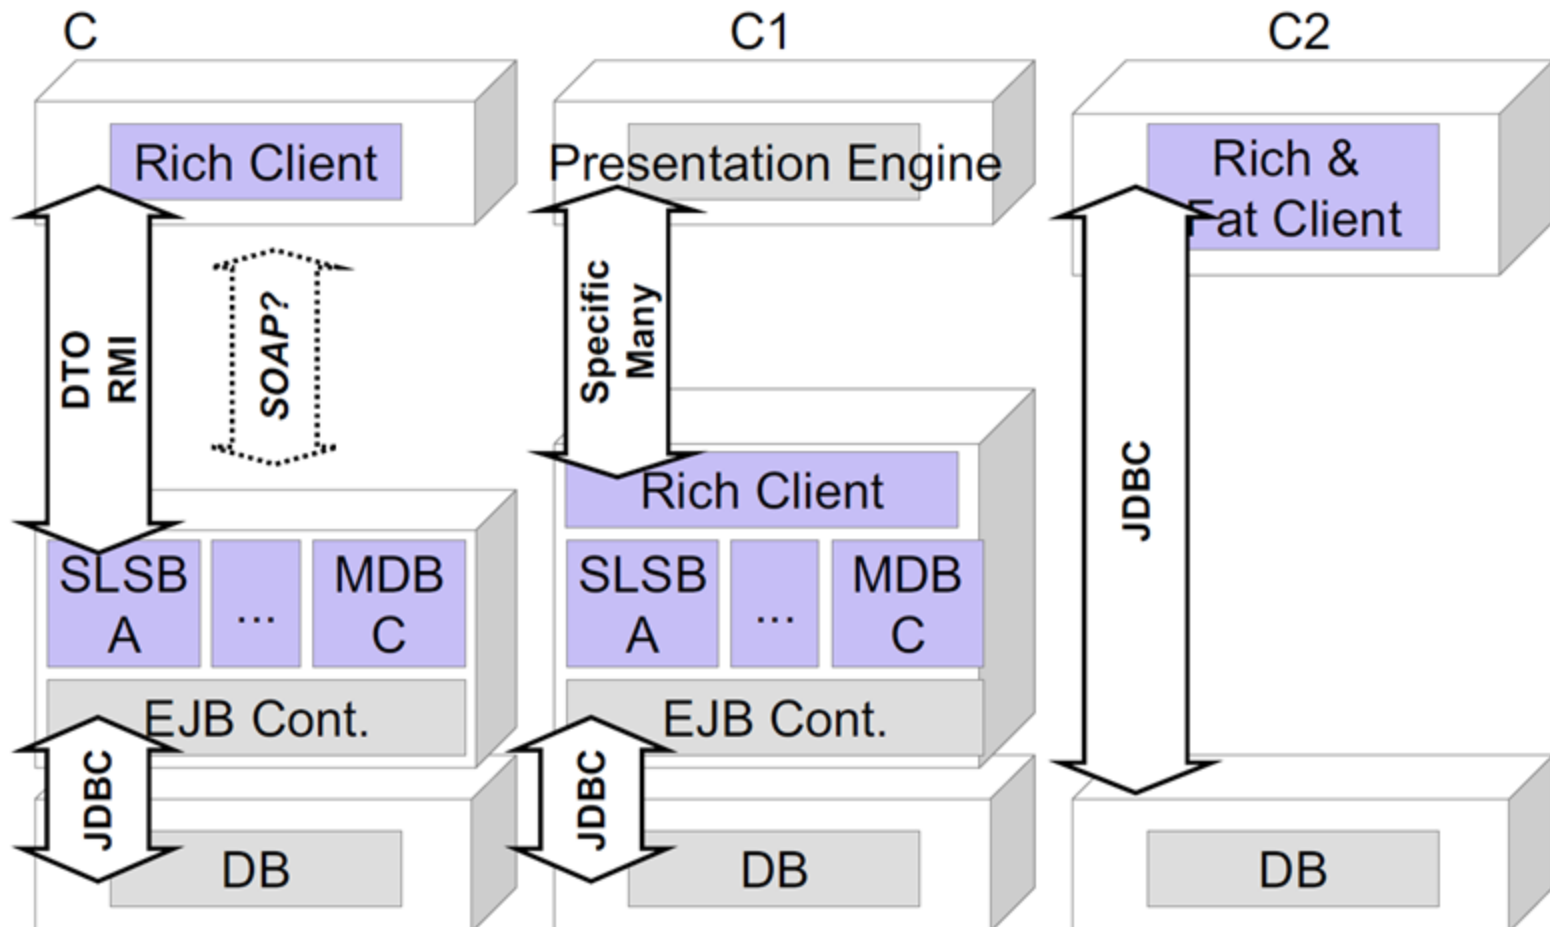 C
C1
C2
Rich Client
Presentation Engine
Rich &
Fat Client
DTO
RMI
SOAP?
Specific
Many
JDBC
Rich Client
SLSB
A
...
MDB
C
SLSB
A
...
MDB
C
EJB Cont.
EJB Cont.
JDBC
JDBC
DB
DB
DB